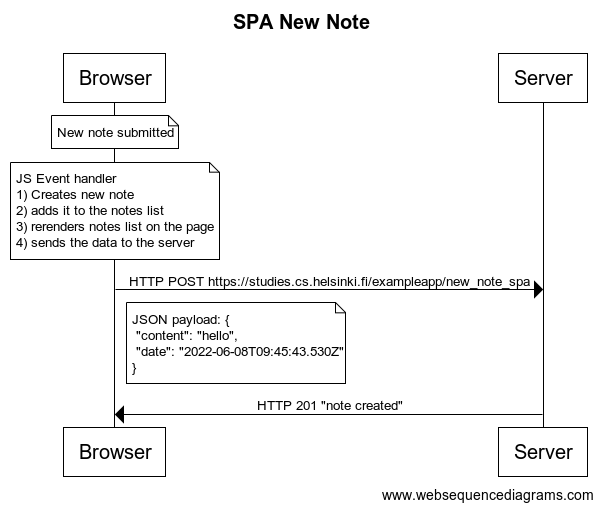 SPA New Note
Browser
Server
New note submitted
JS Event handler
1) Creates new note
2) adds it to the notes list
3) rerenders notes list on the page
4) sends the data to the server
HTTP POST https://studies.cs.helsinki.fi/exampleapp/new_note_spa
JSON payload: {
"content": "hello",
"date": "2022-06-08T09:45:43.530Z"
}
HTTP 201 "note created"
Browser
Server
www.websequencediagrams.com